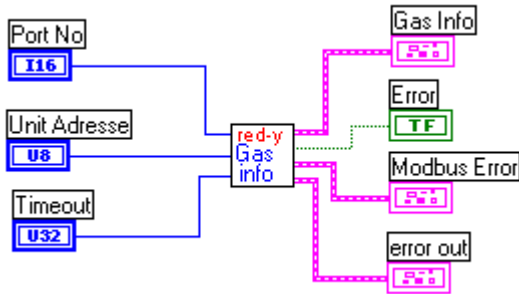 Port No
I16
Unit Adresse
U8
Timeout
U32
red-y
Gas
info
Gas Info
Error
TF
Modbus Error
error out